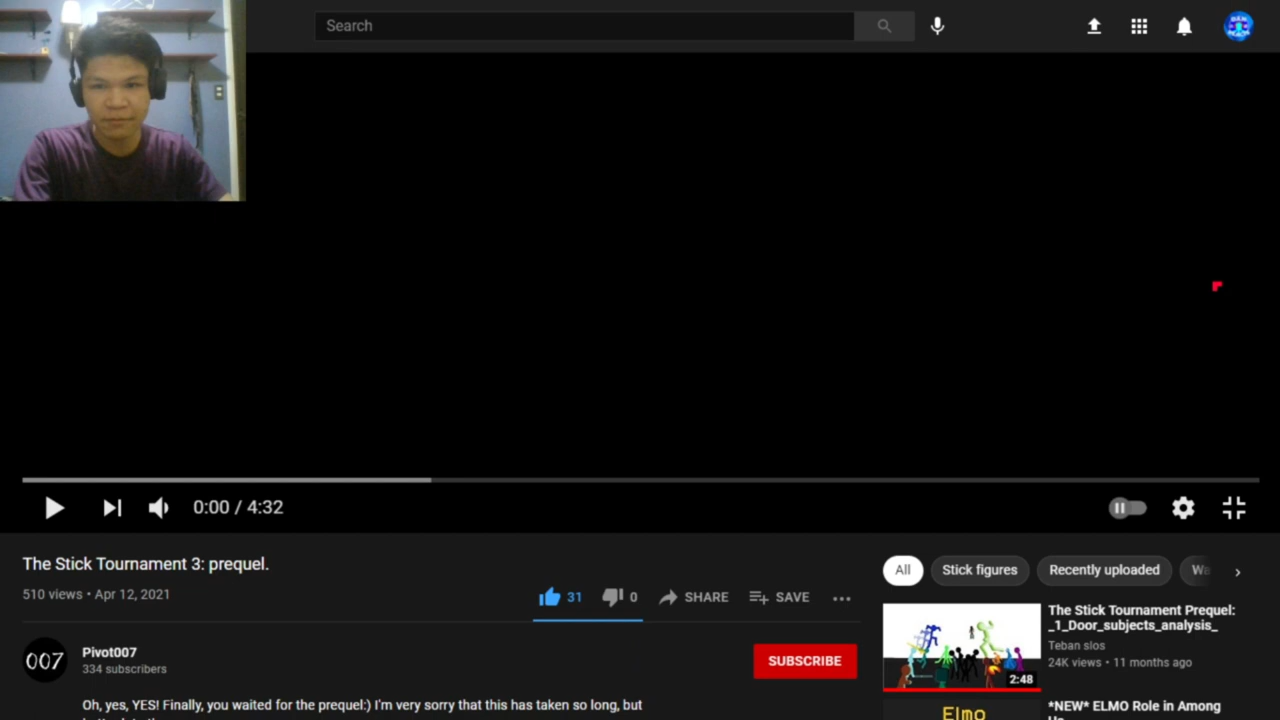 Search
0:00 / 4:32
The Stick Tournament 3: prequel.
510 views • Apr 12, 2021
31
0
SHARE
SAVE
007
Pivot007
334 subscribers
SUBSCRIBE
Oh, yes, YES! Finally, you waited for the prequel:) I'm very sorry that this has taken so long, but
All
Stick figures
Recently uploaded
2:48
The Stick Tournament Prequel:
_1_Door_subjects_analysis_
Teban slos
24K views • 11 months ago
Elmo
*NEW* ELMO Role in Among